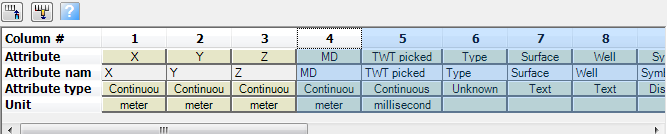 Column # 1 2 3 4 5 6 7 8
Attribute X Y Z MD TWT picked Type Surface Well Sy
Attribute nam X Y Z MD TWT picked Type Surface Well Symb
Attribute type Continuou Continuou Continuou Continuou Continuous Unknown Text Text Dis
Unit meter meter meter meter millisecond